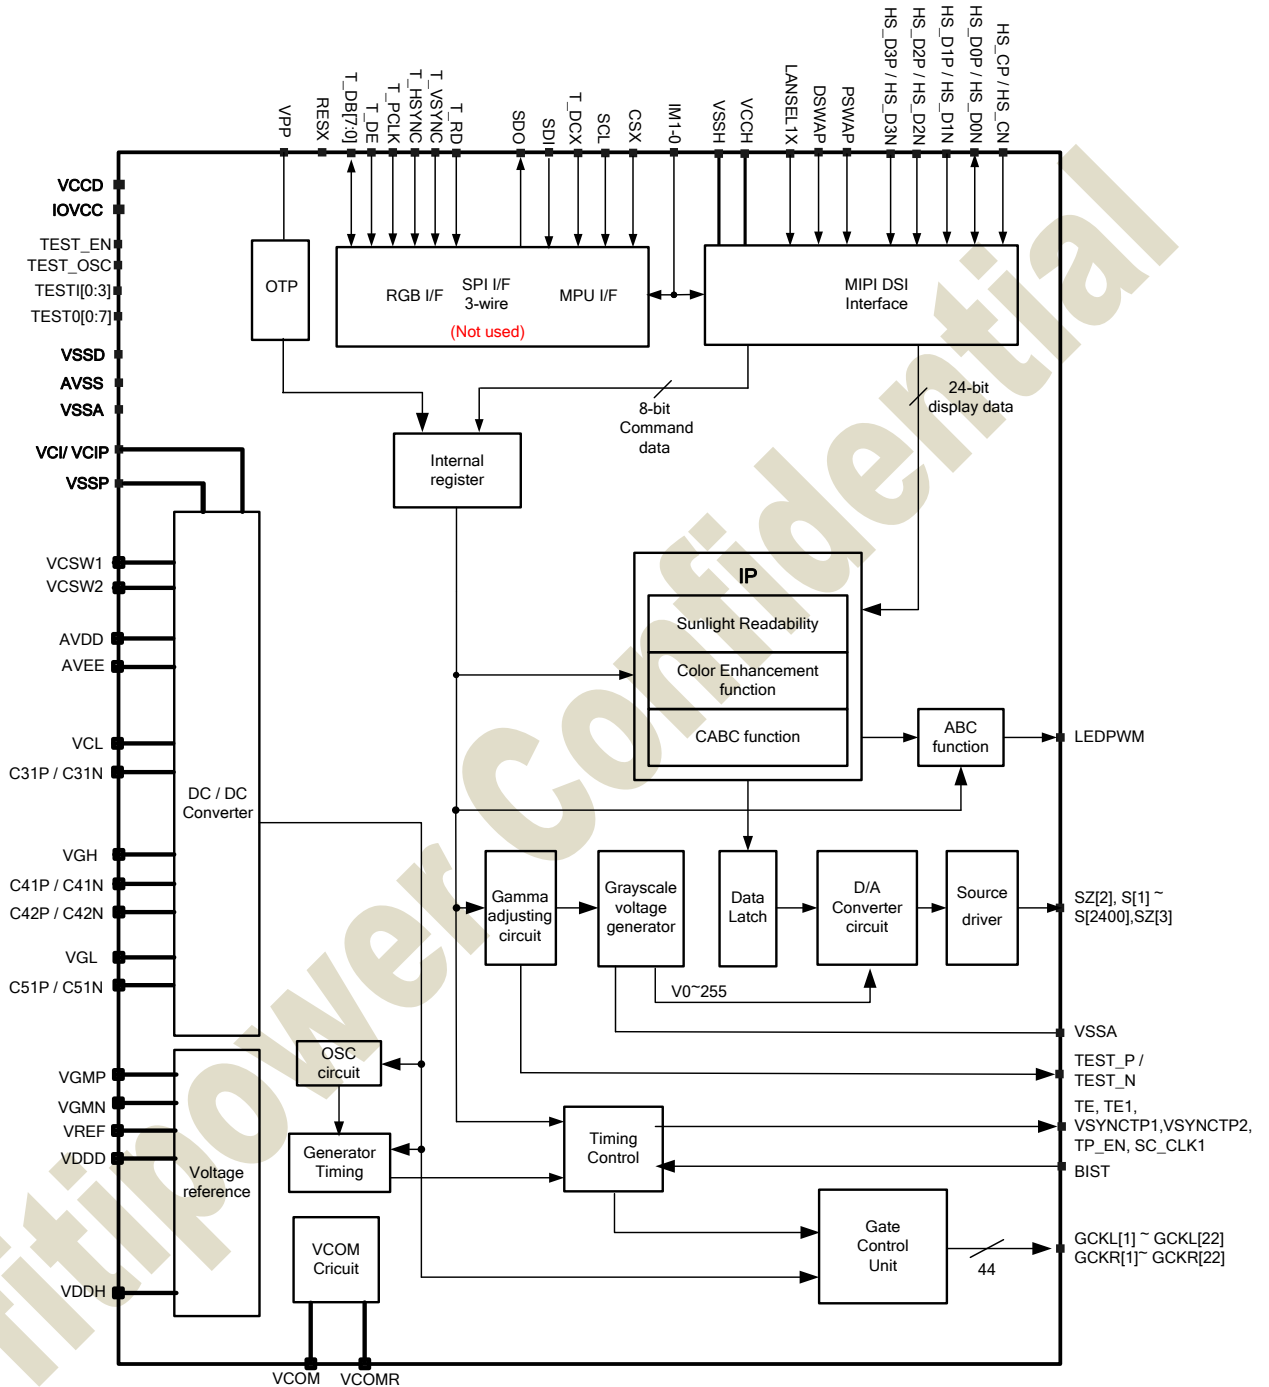 VPP
RESX
T_DB[7:0]
T_DE
T_PCLK
T_HSYNC
T_VSYNC
T_RD
SDO
SDI
T_DCX
SCL
CSX
IM1-0
VSSH
VCCH
LANSEL1X
DSWAP
PSWAP
HS_D3P / HS_D3N
HS_D2P / HS_D2N
HS_D1P / HS_D1N
HS_D0P / HS_D0N
HS_CP / HS_CN
VCCD
IOVCC
TEST_EN
TEST_OSC
TESTI[0:3]
TEST0[0:7]
VSSD
AVSS
VSSA
VCI/ VCIP
VSSP
VCSW1
VCSW2
AVDD
AVEE
VCL
C31P / C31N
VGH
C41P / C41N
C42P / C42N
VGL
C51P / C51N
VGMP
VGMN
VREF
VDDD
VDDH
OTP
RGB I/F
SPI I/F
3-wire
MPU I/F
(Not used)
MIPI DSI
Interface
8-bit
Command
data
24-bit
display data
Internal
register
IP
Sunlight Readability
Color Enhancement
function
CABC function
ABC
function
LEDPWM
DC / DC
Converter
Gamma
adjusting
circuit
Grayscale
voltage
generator
Data
Latch
D/A
Converter
circuit
Source
driver
SZ[2], S[1] ~
S[2400],SZ[3]
V0~255
VSSA
TEST_P /
TEST_N
OSC
circuit
Generator
Timing
Timing
Control
TE, TE1,
VSYNCTP1,VSYNCTP2,
TP_EN, SC_CLK1
BIST
Voltage
reference
VCOM
Cricuit
Gate
Control
Unit
44
GCKL[1] ~ GCKL[22]
GCKR[1]~ GCKR[22]
VCOM
VCOMR
fitipower Confidential